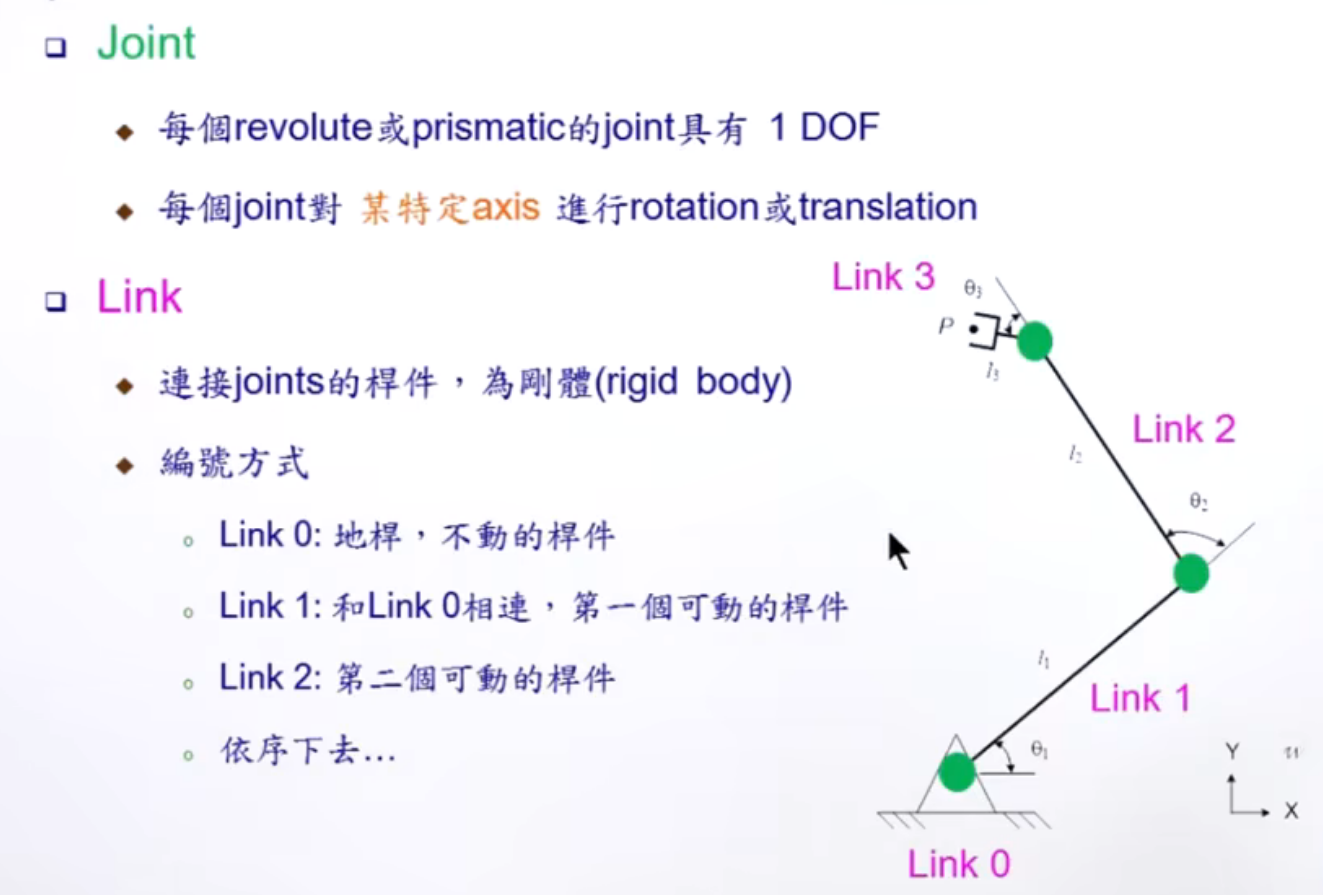 Joint
每個revolute或prismatic的joint具有 1 DOF
每個joint對 某特定axis 進行rotation或translation
Link
連接joints的桿件,為剛體(rigid body)
編號方式
Link 0: 地桿,不動的桿件
Link 1: 和Link 0相連,第一個可動的桿件
Link 2: 第二個可動的桿件
依序下去...
Link 3
θ3
P
l3
Link 2
l2
θ2
l1
Link 1
θ1
Y
X
Link 0